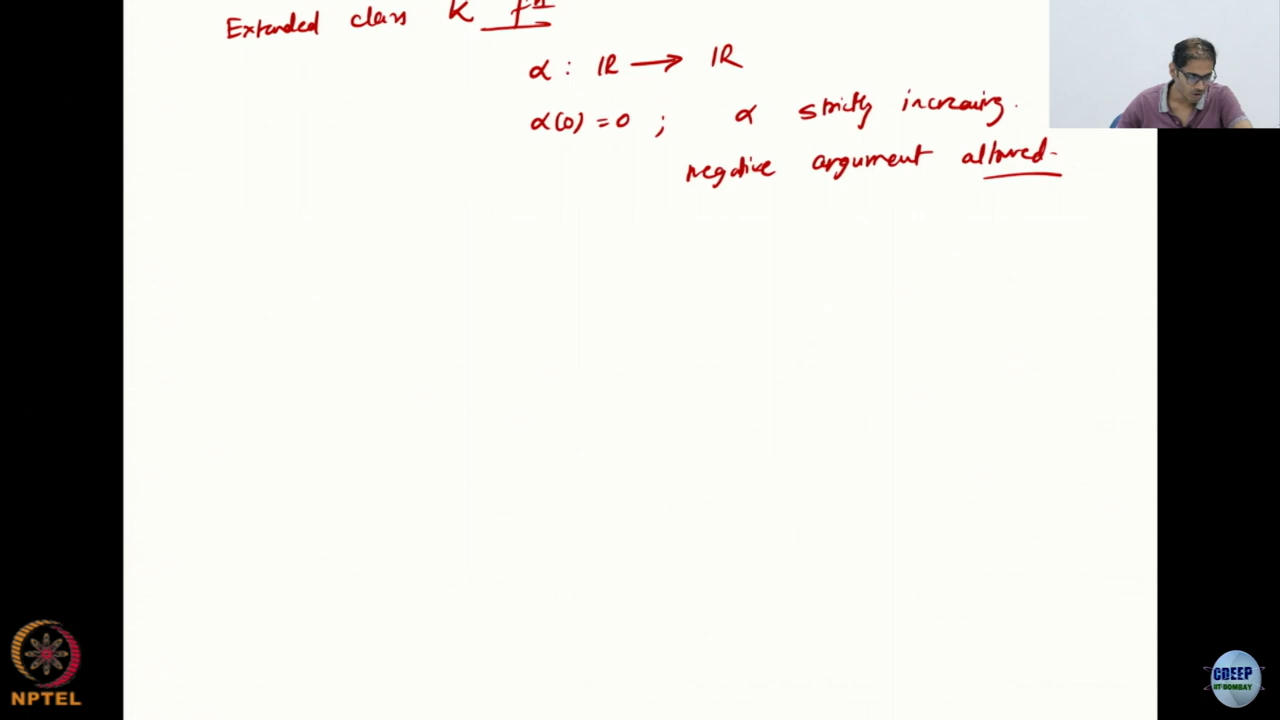 Extended class K fⁿ
α : ℝ ⟶ ℝ
α(0) = 0 ; α strictly increasing.
negative argument allowed.
NPTEL
CDEEP
IIT BOMBAY